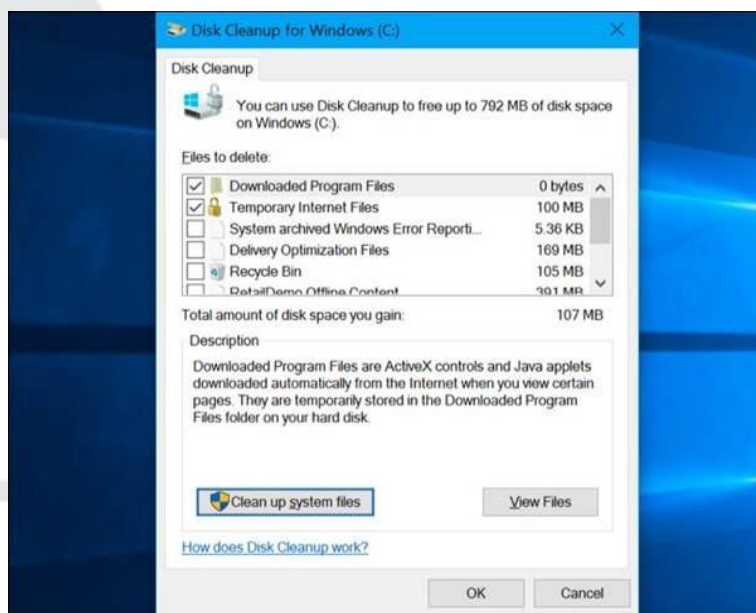 Disk Cleanup for Windows (C:)
Disk Cleanup
You can use Disk Cleanup to free up to 792 MB of disk space
on Windows (C:).
Files to delete:
Downloaded Program Files 0 bytes
Temporary Internet Files 100 MB
System archived Windows Error Reporti... 5.36 KB
Delivery Optimization Files 169 MB
Recycle Bin 105 MB
RetailDemo Offline Content 391 MB
Total amount of disk space you gain: 107 MB
Description
Downloaded Program Files are ActiveX controls and Java applets
downloaded automatically from the Internet when you view certain
pages. They are temporarily stored in the Downloaded Program
Files folder on your hard disk.
Clean up system files
View Files
How does Disk Cleanup work?
OK
Cancel